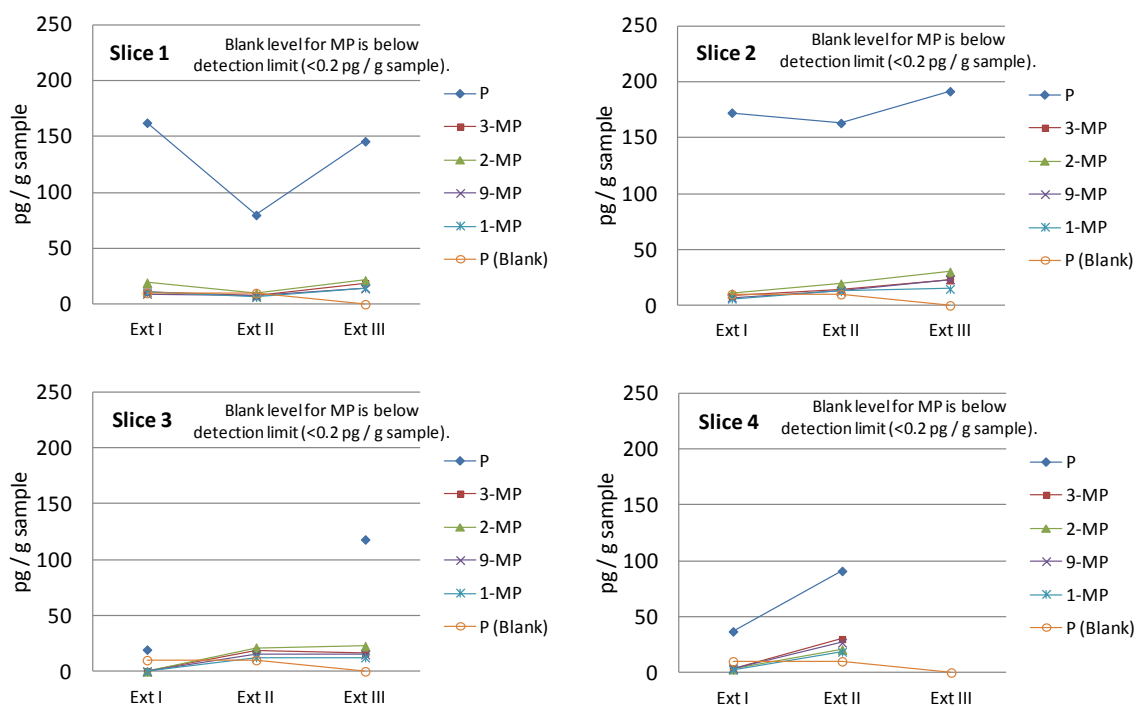 Slice 1
Blank level for MP is below
detection limit (<0.2 pg / g sample).
250
200
150
100
50
0
pg / g sample
Ext I
Ext II
Ext III
P
3-MP
2-MP
9-MP
1-MP
P (Blank)
Slice 2
Blank level for MP is below
detection limit (<0.2 pg / g sample).
250
200
150
100
50
0
pg / g sample
Ext I
Ext II
Ext III
P
3-MP
2-MP
9-MP
1-MP
P (Blank)
Slice 3
Blank level for MP is below
detection limit (<0.2 pg / g sample).
250
200
150
100
50
0
pg / g sample
Ext I
Ext II
Ext III
P
3-MP
2-MP
9-MP
1-MP
P (Blank)
Slice 4
Blank level for MP is below
detection limit (<0.2 pg / g sample).
250
200
150
100
50
0
pg / g sample
Ext I
Ext II
Ext III
P
3-MP
2-MP
9-MP
1-MP
P (Blank)